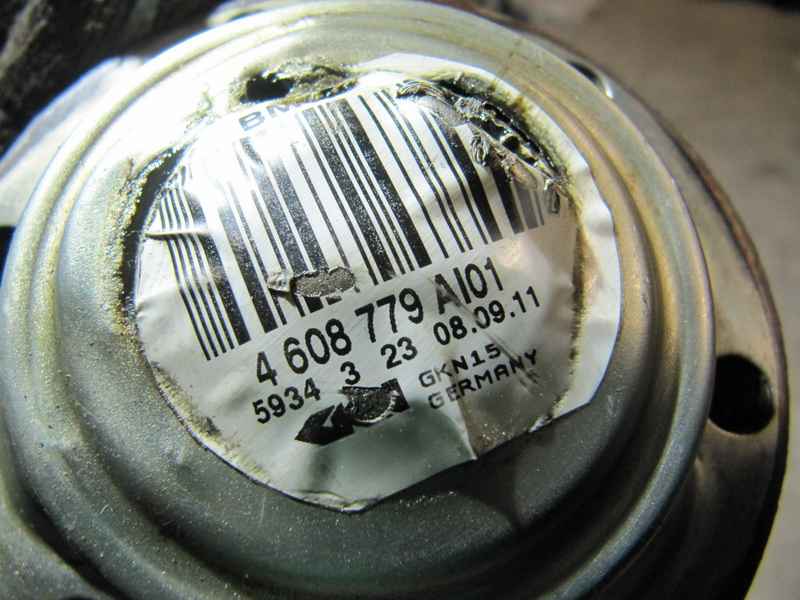 4 608 779 AI01
5934 3 23 08.09.11
GKN15
GERMANY